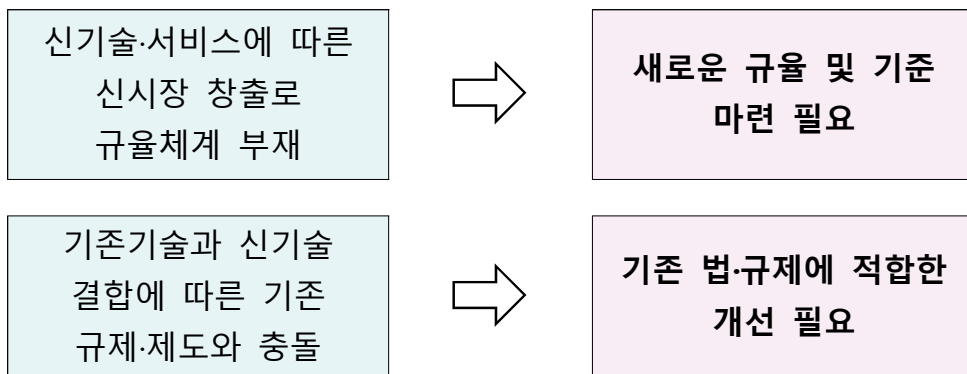 신기술·서비스에 따른
신시장 창출로
규율체계 부재
새로운 규율 및 기준
마련 필요
기존기술과 신기술
결합에 따른 기존
규제·제도와 충돌
기존 법·규제에 적합한
개선 필요